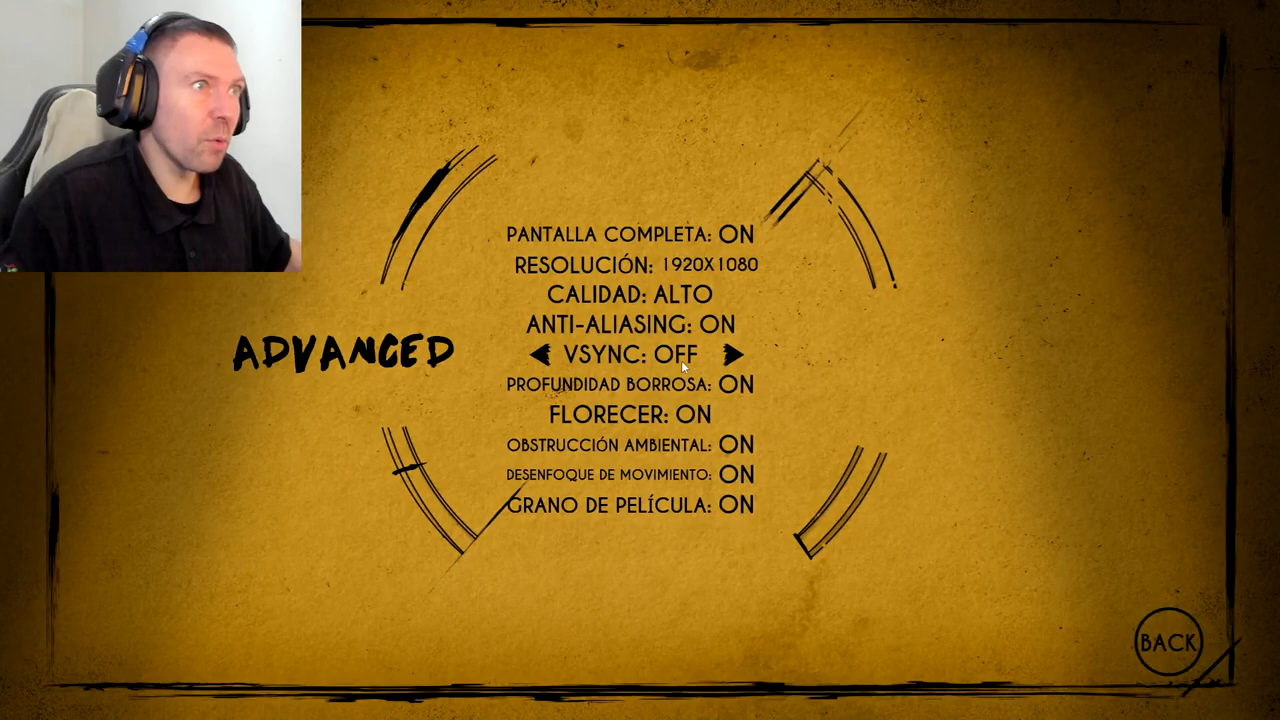 PANTALLA COMPLETA: ON
RESOLUCIÓN: 1920X1080
CALIDAD: ALTO
ANTI-ALIASING: ON
ADVANCED
VSYNC: OFF
PROFUNDIDAD BORROSA: ON
FLORECER: ON
OBSTRUCCIÓN AMBIENTAL: ON
DESENFOQUE DE MOVIMIENTO: ON
GRANO DE PELÍCULA: ON
BACK